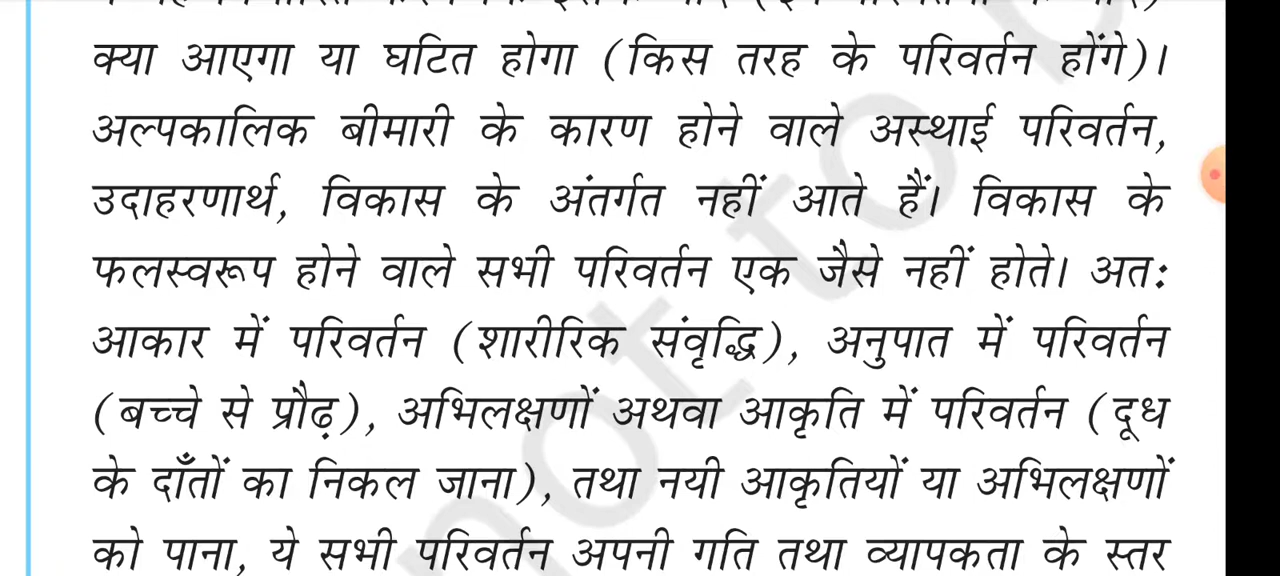 क्या आएगा या घटित होगा (किस तरह के परिवर्तन होंगे)।
अल्पकालिक बीमारी के कारण होने वाले अस्थाई परिवर्तन,
उदाहरणार्थ, विकास के अंतर्गत नहीं आते हैं। विकास के
फलस्वरूप होने वाले सभी परिवर्तन एक जैसे नहीं होते। अतः
आकार में परिवर्तन (शारीरिक संवृद्धि), अनुपात में परिवर्तन
(बच्चे से प्रौढ़), अभिलक्षणों अथवा आकृति में परिवर्तन (दूध
के दाँतों का निकल जाना), तथा नयी आकृतियों या अभिलक्षणों
को पाना, ये सभी परिवर्तन अपनी गति तथा व्यापकता के स्तर
not to